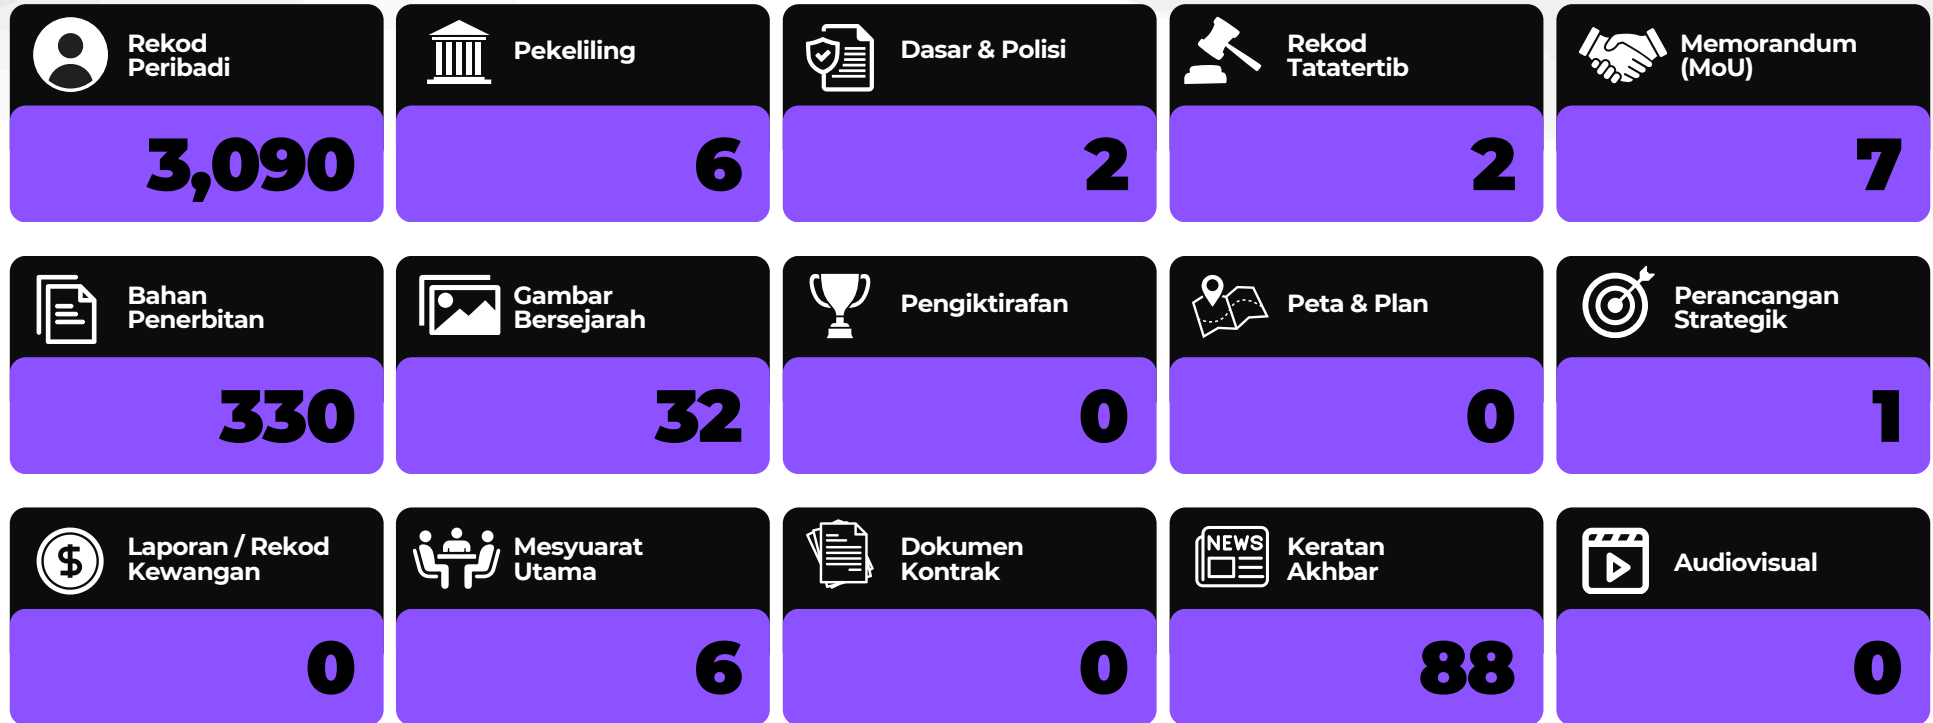 Rekod
Peribadi
3,090
Pekeliling
6
Dasar & Polisi
2
Rekod
Tatatertib
2
Memorandum
(MoU)
7
Bahan
Penerbitan
330
Gambar
Bersejarah
32
Pengiktirafan
0
Peta & Plan
0
Perancangan
Strategik
1
$
Laporan / Rekod
Kewangan
0
Mesyuarat
Utama
6
Dokumen
Kontrak
0
NEWS
Keratan
Akhbar
88
Audiovisual
0